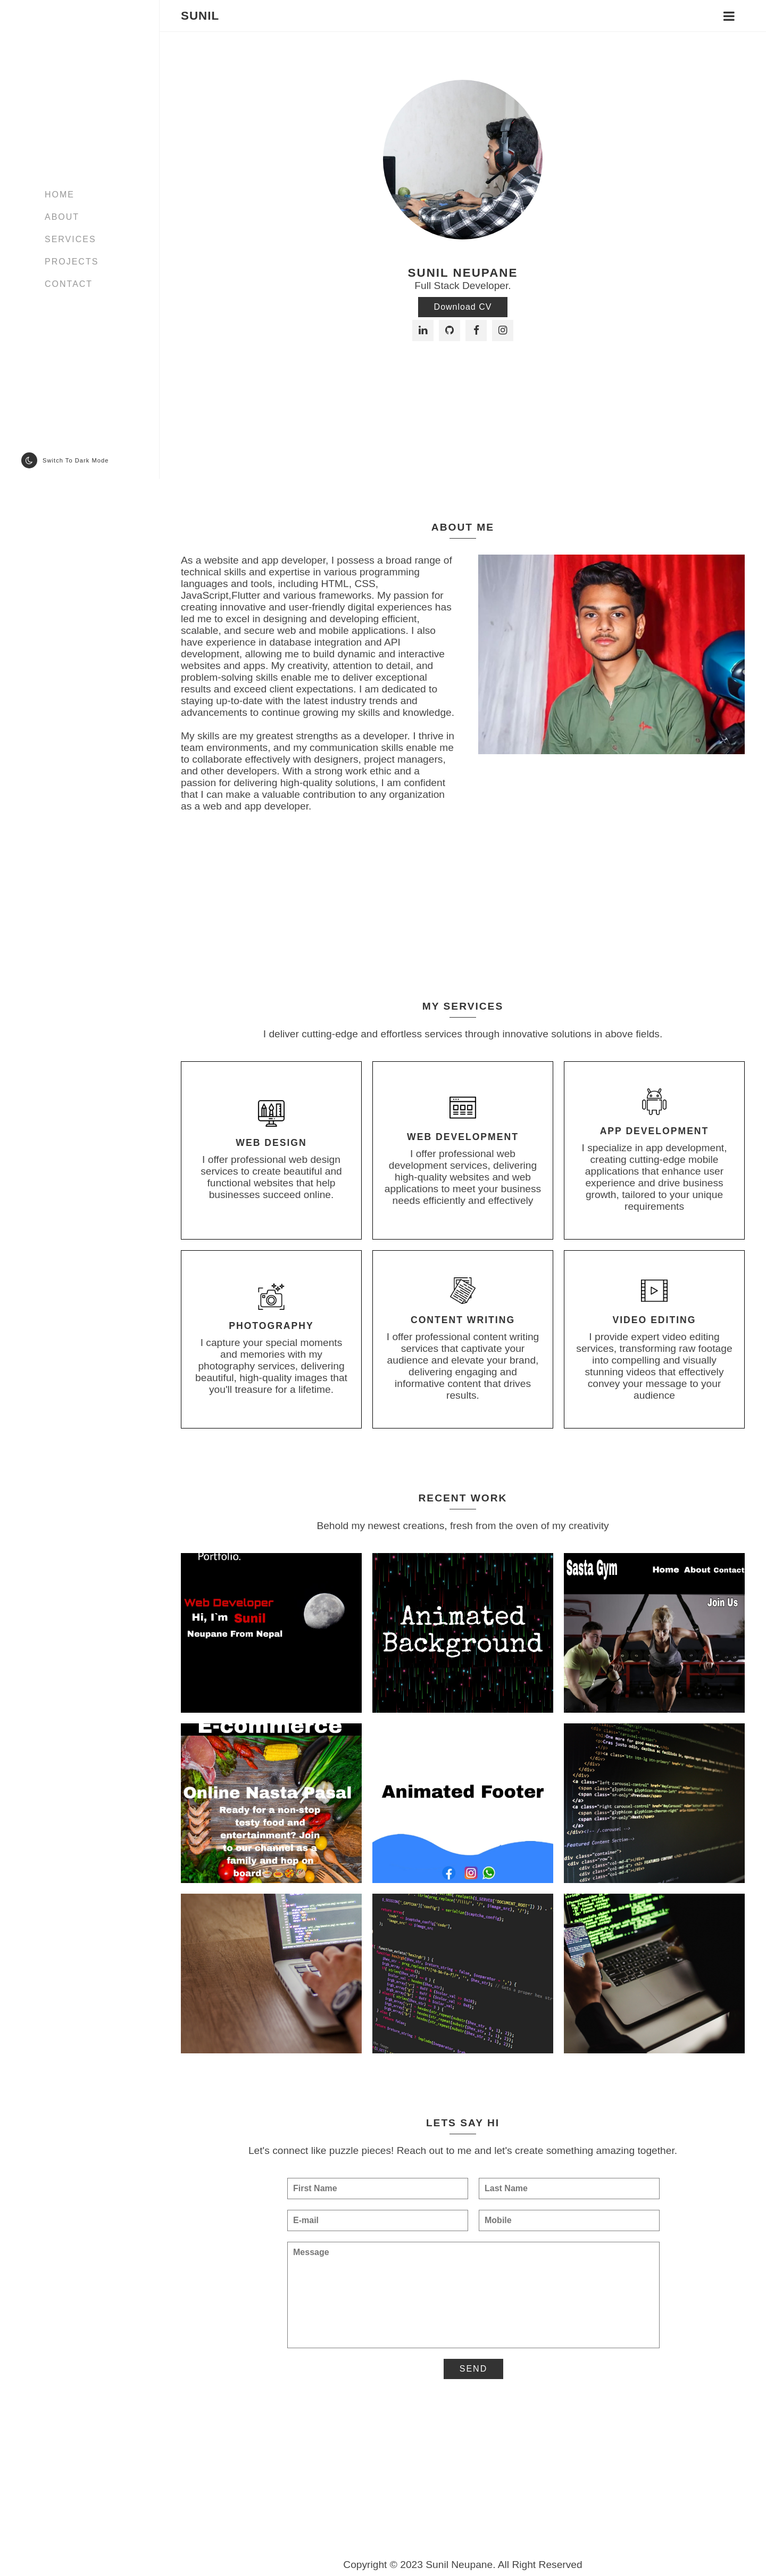 SUNIL
HOME
ABOUT
SERVICES
PROJECTS
CONTACT
Switch To Dark Mode
SUNIL NEUPANE
Full Stack Developer.
Download CV
ABOUT ME
As a website and app developer, I possess a broad range of
technical skills and expertise in various programming
languages and tools, including HTML, CSS,
JavaScript,Flutter and various frameworks. My passion for
creating innovative and user-friendly digital experiences has
led me to excel in designing and developing efficient,
scalable, and secure web and mobile applications. I also
have experience in database integration and API
development, allowing me to build dynamic and interactive
websites and apps. My creativity, attention to detail, and
problem-solving skills enable me to deliver exceptional
results and exceed client expectations. I am dedicated to
staying up-to-date with the latest industry trends and
advancements to continue growing my skills and knowledge.
My skills are my greatest strengths as a developer. I thrive in
team environments, and my communication skills enable me
to collaborate effectively with designers, project managers,
and other developers. With a strong work ethic and a
passion for delivering high-quality solutions, I am confident
that I can make a valuable contribution to any organization
as a web and app developer.
MY SERVICES
I deliver cutting-edge and effortless services through innovative solutions in above fields.
WEB DESIGN
I offer professional web design
services to create beautiful and
functional websites that help
businesses succeed online.
WEB DEVELOPMENT
I offer professional web
development services, delivering
high-quality websites and web
applications to meet your business
needs efficiently and effectively
APP DEVELOPMENT
I specialize in app development,
creating cutting-edge mobile
applications that enhance user
experience and drive business
growth, tailored to your unique
requirements
PHOTOGRAPHY
I capture your special moments
and memories with my
photography services, delivering
beautiful, high-quality images that
you'll treasure for a lifetime.
CONTENT WRITING
I offer professional content writing
services that captivate your
audience and elevate your brand,
delivering engaging and
informative content that drives
results.
VIDEO EDITING
I provide expert video editing
services, transforming raw footage
into compelling and visually
stunning videos that effectively
convey your message to your
audience
RECENT WORK
Behold my newest creations, fresh from the oven of my creativity
Portfolio.
Web Developer
Hi, I`m Sunil
Neupane From Nepal
Animated
Background
Sasta Gym
Home About Contact
Join Us
E-commerce
Online Nasta Pasal
Ready for a non-stop
testy food and
entertainment? Join
to our channel as a
family and hop on
board
Animated Footer
LETS SAY HI
Let's connect like puzzle pieces! Reach out to me and let's create something amazing together.
First Name
Last Name
E-mail
Mobile
Message
SEND
Copyright © 2023 Sunil Neupane. All Right Reserved